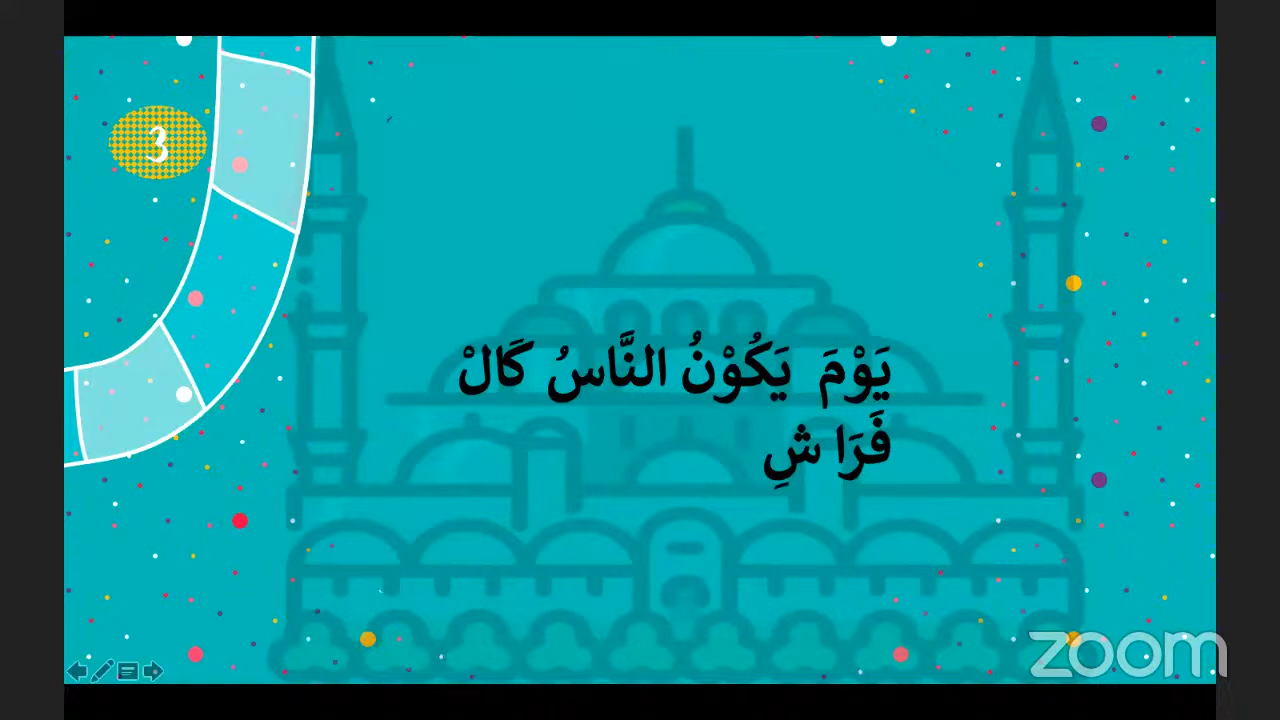 3
يَوْمَ يَكُوْنُ النَّاسُ كَالْ
فَرَا شِ
zoom